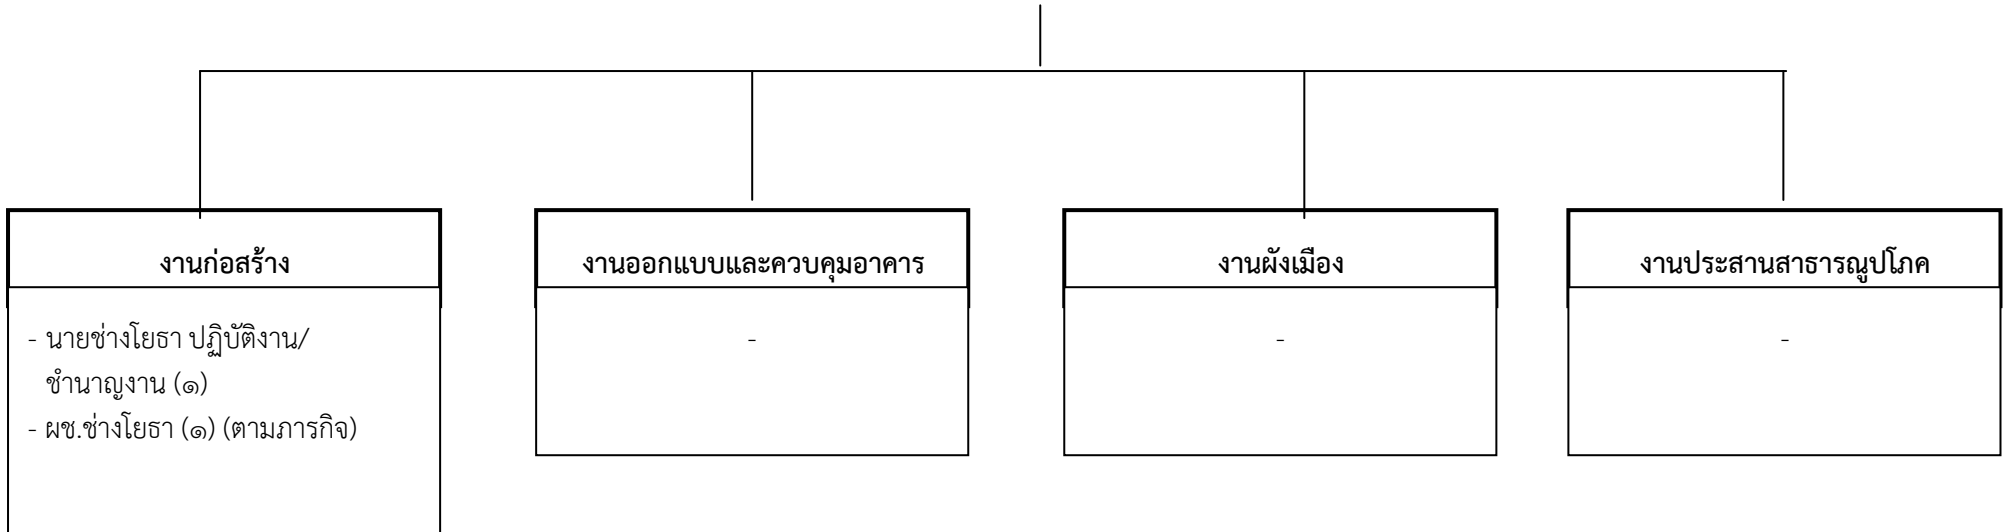 งานก่อสร้าง
- นายช่างโยธา ปฏิบัติงาน/
ชำนาญงาน (๑)
- ผช.ช่างโยธา (๑) (ตามภารกิจ)
งานออกแบบและควบคุมอาคาร
-
งานผังเมือง
-
งานประสานสาธารณูปโภค
-